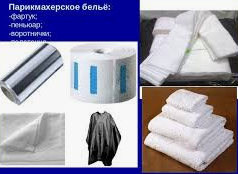 Парикмахерское бельё:
-фартук;
-пеньюар;
-воротнички;